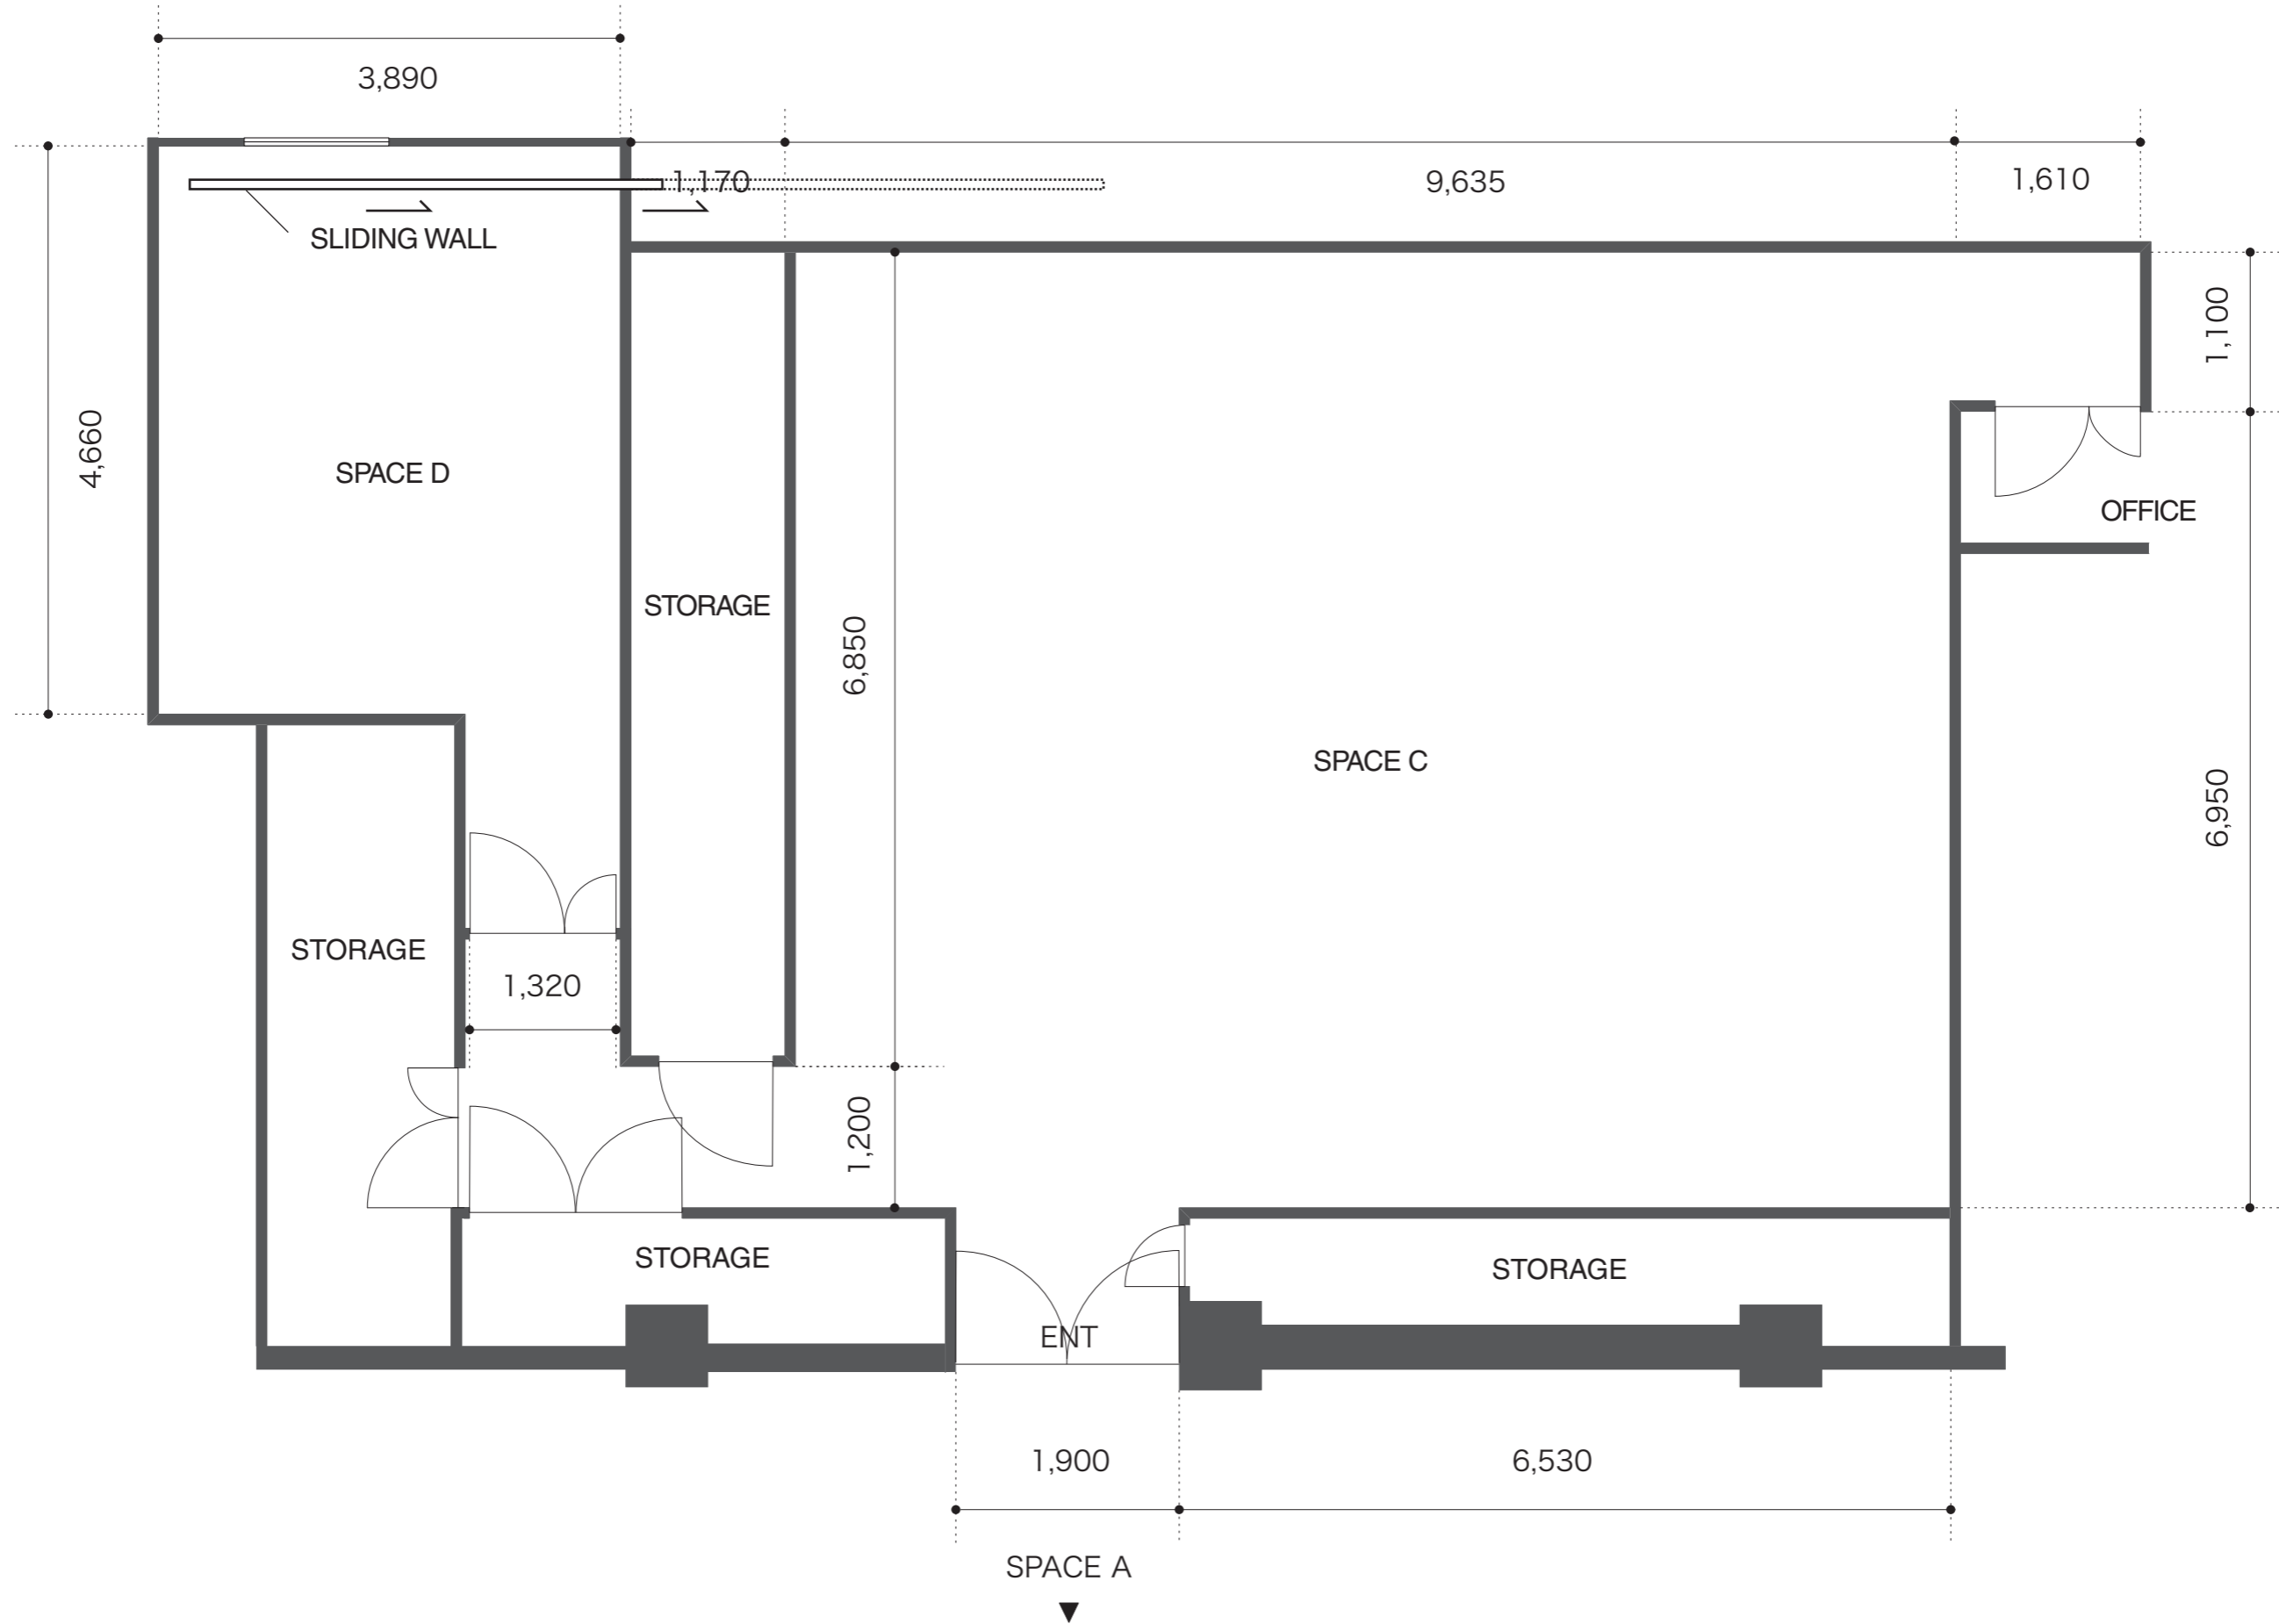 3,890
1,170
9,635
1,610
SLIDING WALL
1,100
4,660
SPACE D
OFFICE
STORAGE
6,850
SPACE C
6,950
STORAGE
1,320
1,200
STORAGE
STORAGE
ENT
1,900
6,530
SPACE A